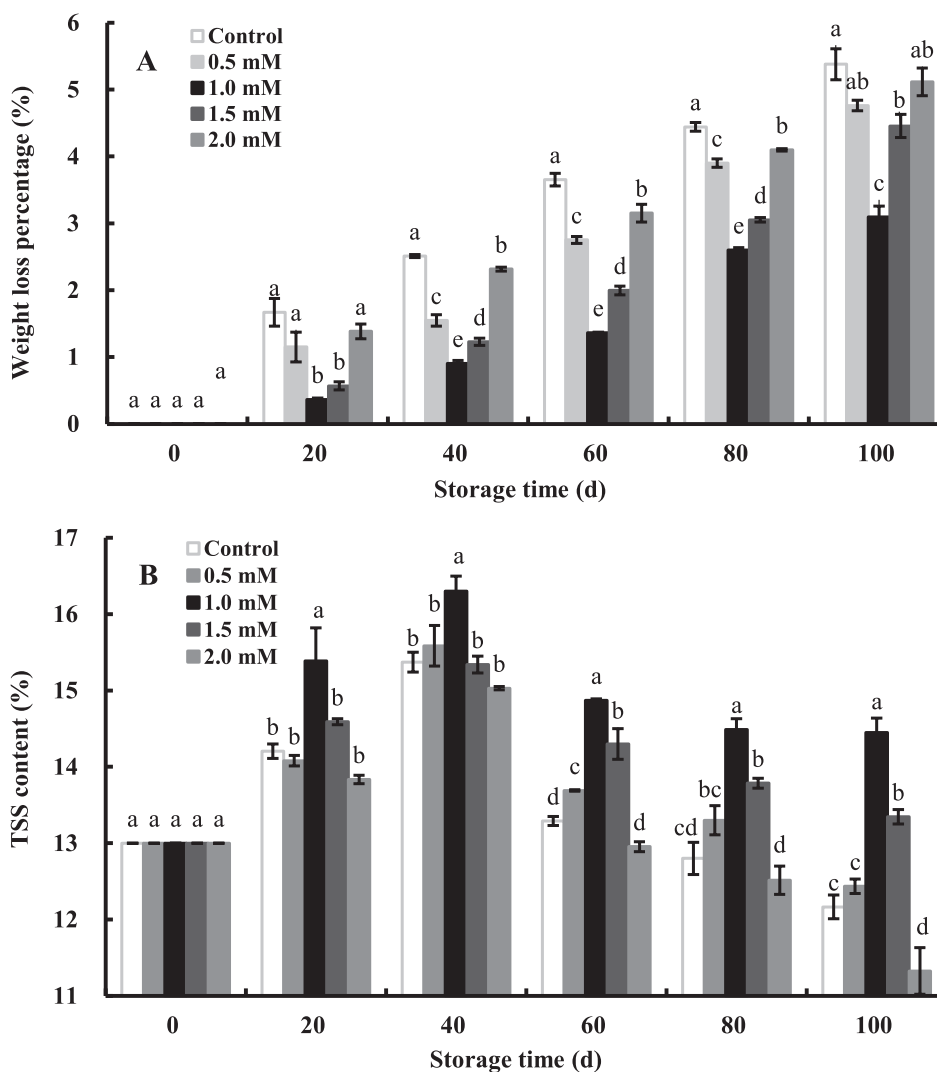 6
Control
0.5 mM
1.0 mM
1.5 mM
2.0 mM
A
5
4
3
2
1
0
Weight loss percentage (%)
a a a a a
a a b b a
a c e d b
a c e d b
a c e d b
a ab c b ab
0 20 40 60 80 100
Storage time (d)
17
Control
0.5 mM
1.0 mM
1.5 mM
2.0 mM
B
16
15
14
13
12
11
TSS content (%)
a a a a a
b b a b b
b b a b b
d c a b d
cd bc a b d
c c a b d
0 20 40 60 80 100
Storage time (d)